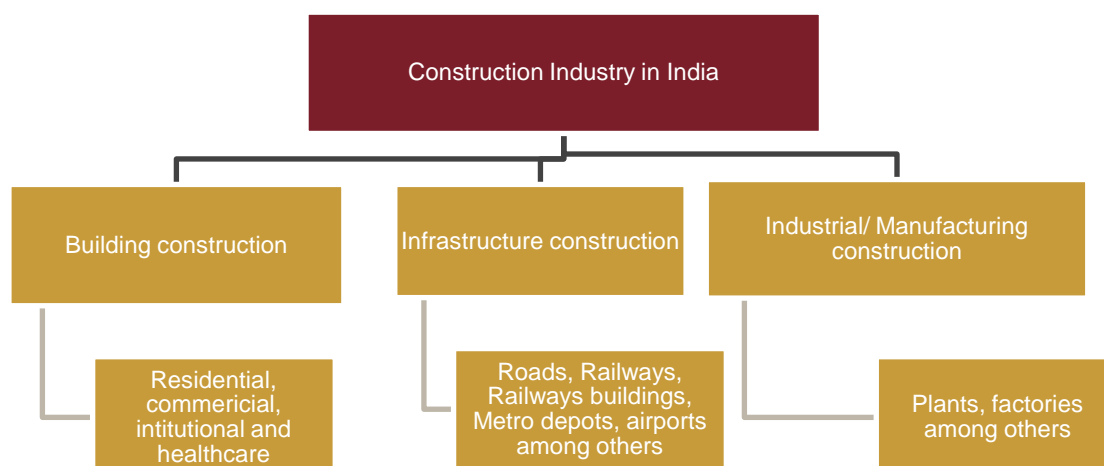 Construction Industry in India
Building construction
Infrastructure construction
Industrial/ Manufacturing
construction
Residential,
commericial,
intitutional and
healthcare
Roads, Railways,
Railways buildings,
Metro depots, airports
among others
Plants, factories
among others